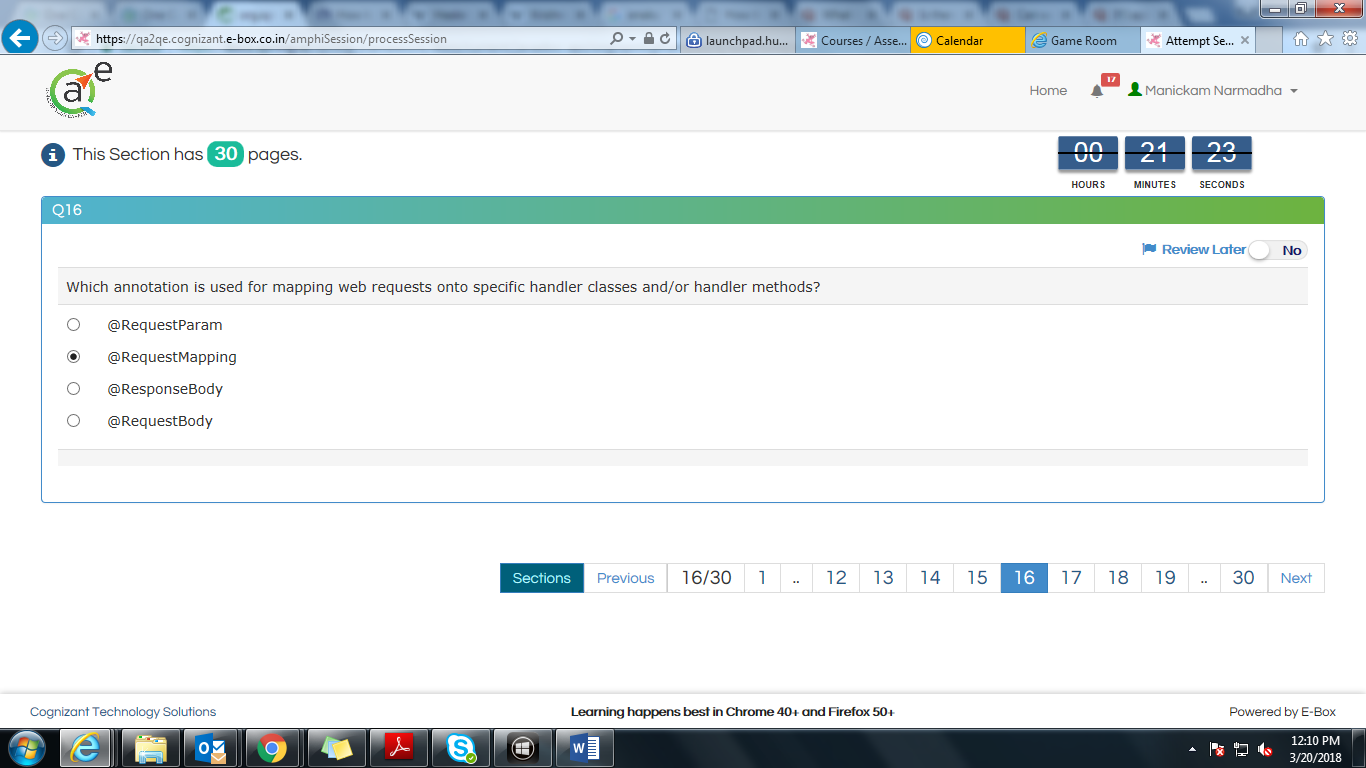 https://qa2qe.cognizant.e-box.co.in/amphiSession/processSession
launchpad.hu...
Courses / Asse...
Calendar
Game Room
Attempt Se...
a e
Home
17
Manickam Narmadha
i This Section has 30 pages.
00 21 23
HOURS MINUTES SECONDS
Q16
Review Later No
Which annotation is used for mapping web requests onto specific handler classes and/or handler methods?
@RequestParam
@RequestMapping
@ResponseBody
@RequestBody
Sections Previous 16/30 1 .. 12 13 14 15 16 17 18 19 .. 30 Next
Cognizant Technology Solutions
Learning happens best in Chrome 40+ and Firefox 50+
Powered by E-Box
12:10 PM
3/20/2018